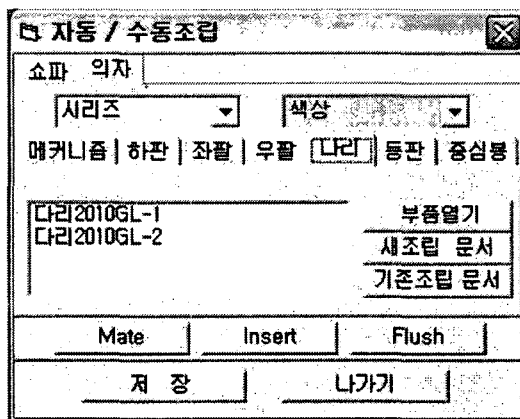 자동 / 수동조립
쇼파 의자
시리즈 색상
메커니즘 | 하판 | 좌팔 | 우팔 | 다리 | 등판 | 중심봉
다리2010GL-1
다리2010GL-2
부품열기
새조립 문서
기존조립 문서
Mate Insert Flush
저 장 나가기